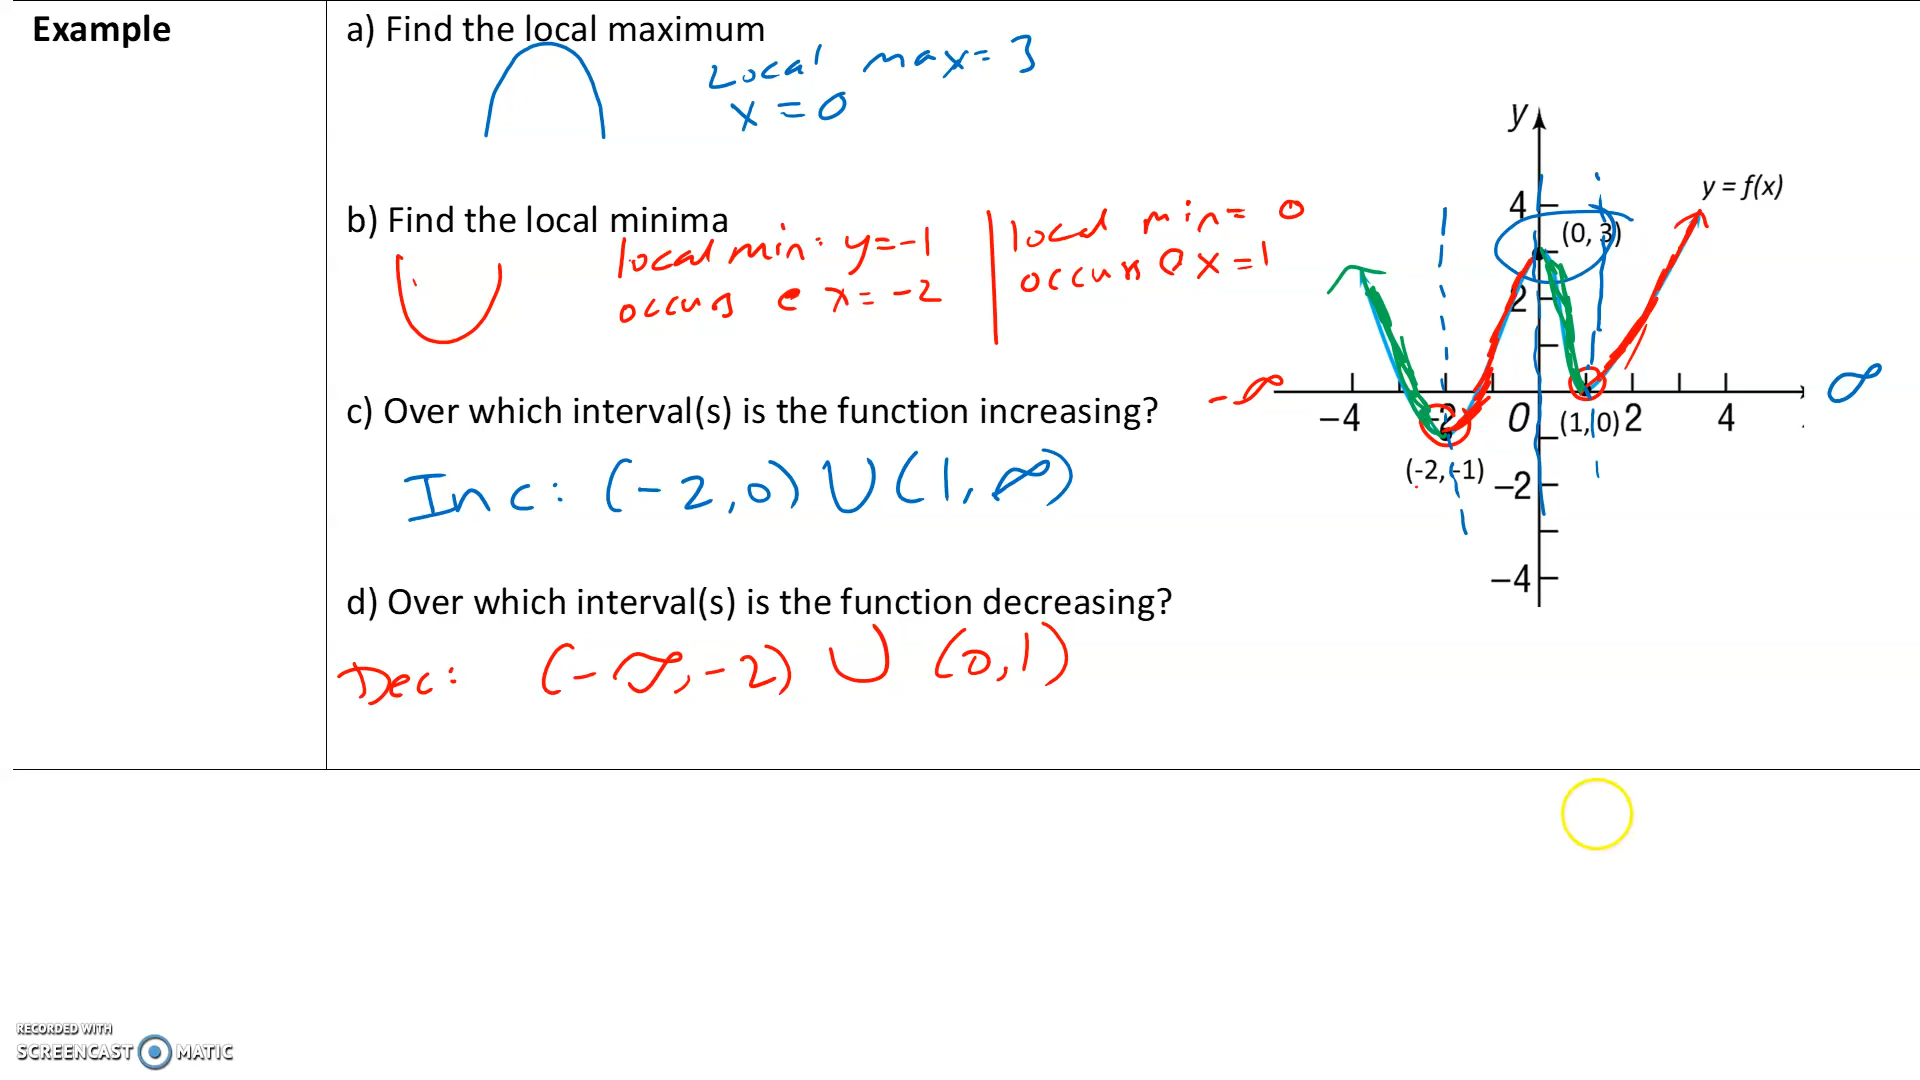 Example
a) Find the local maximum
Local max = 3
x = 0
b) Find the local minima
local min: y = -1
occurs @ x = -2
local min = 0
occurs @ x = 1
c) Over which interval(s) is the function increasing?
Inc: (-2, 0) ∪ (1, ∞)
d) Over which interval(s) is the function decreasing?
Dec: (-∞, -2) ∪ (0, 1)
y
y = f(x)
4
(0, 3)
2
-∞
∞
-4
-2
0
(1, 0)
2
4
(-2, -1)
-2
-4
RECORDED WITH
SCREENCAST MATIC